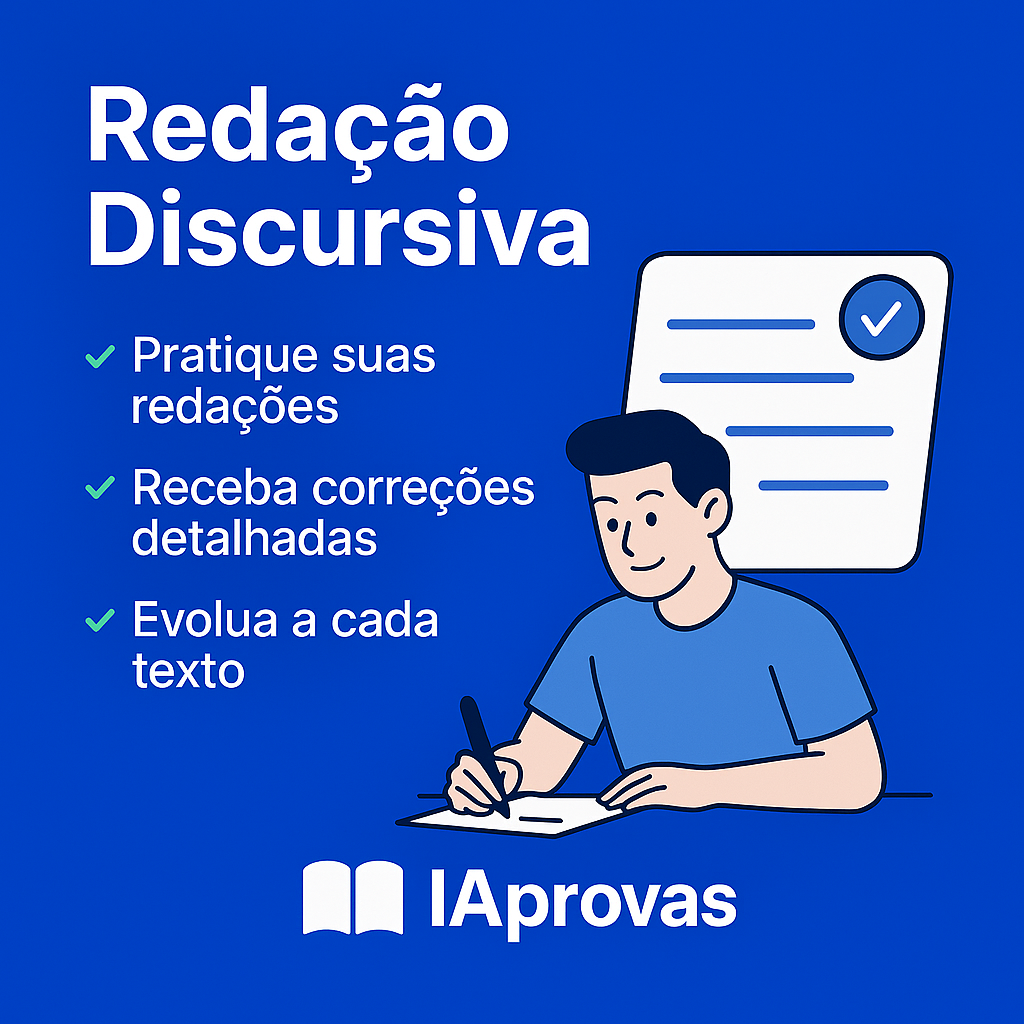 Redação
Discursiva
Pratique suas
redações
Receba correções
detalhadas
Evolua a cada
texto
IAprovas